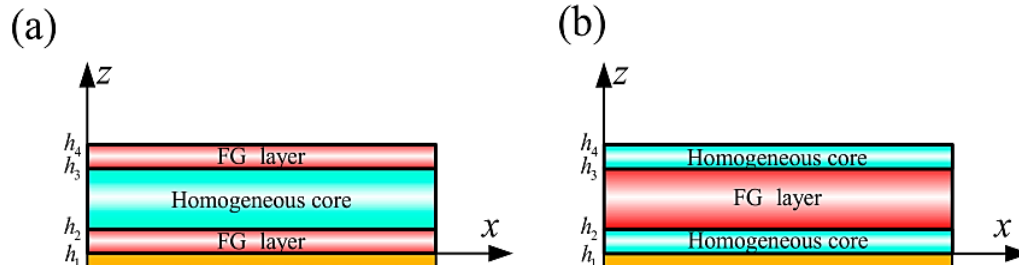 (a)
z
h4
FG layer
h3
Homogeneous core
h2
FG layer
x
h1
(b)
z
h4
Homogeneous core
h3
FG layer
h2
Homogeneous core
x
h1